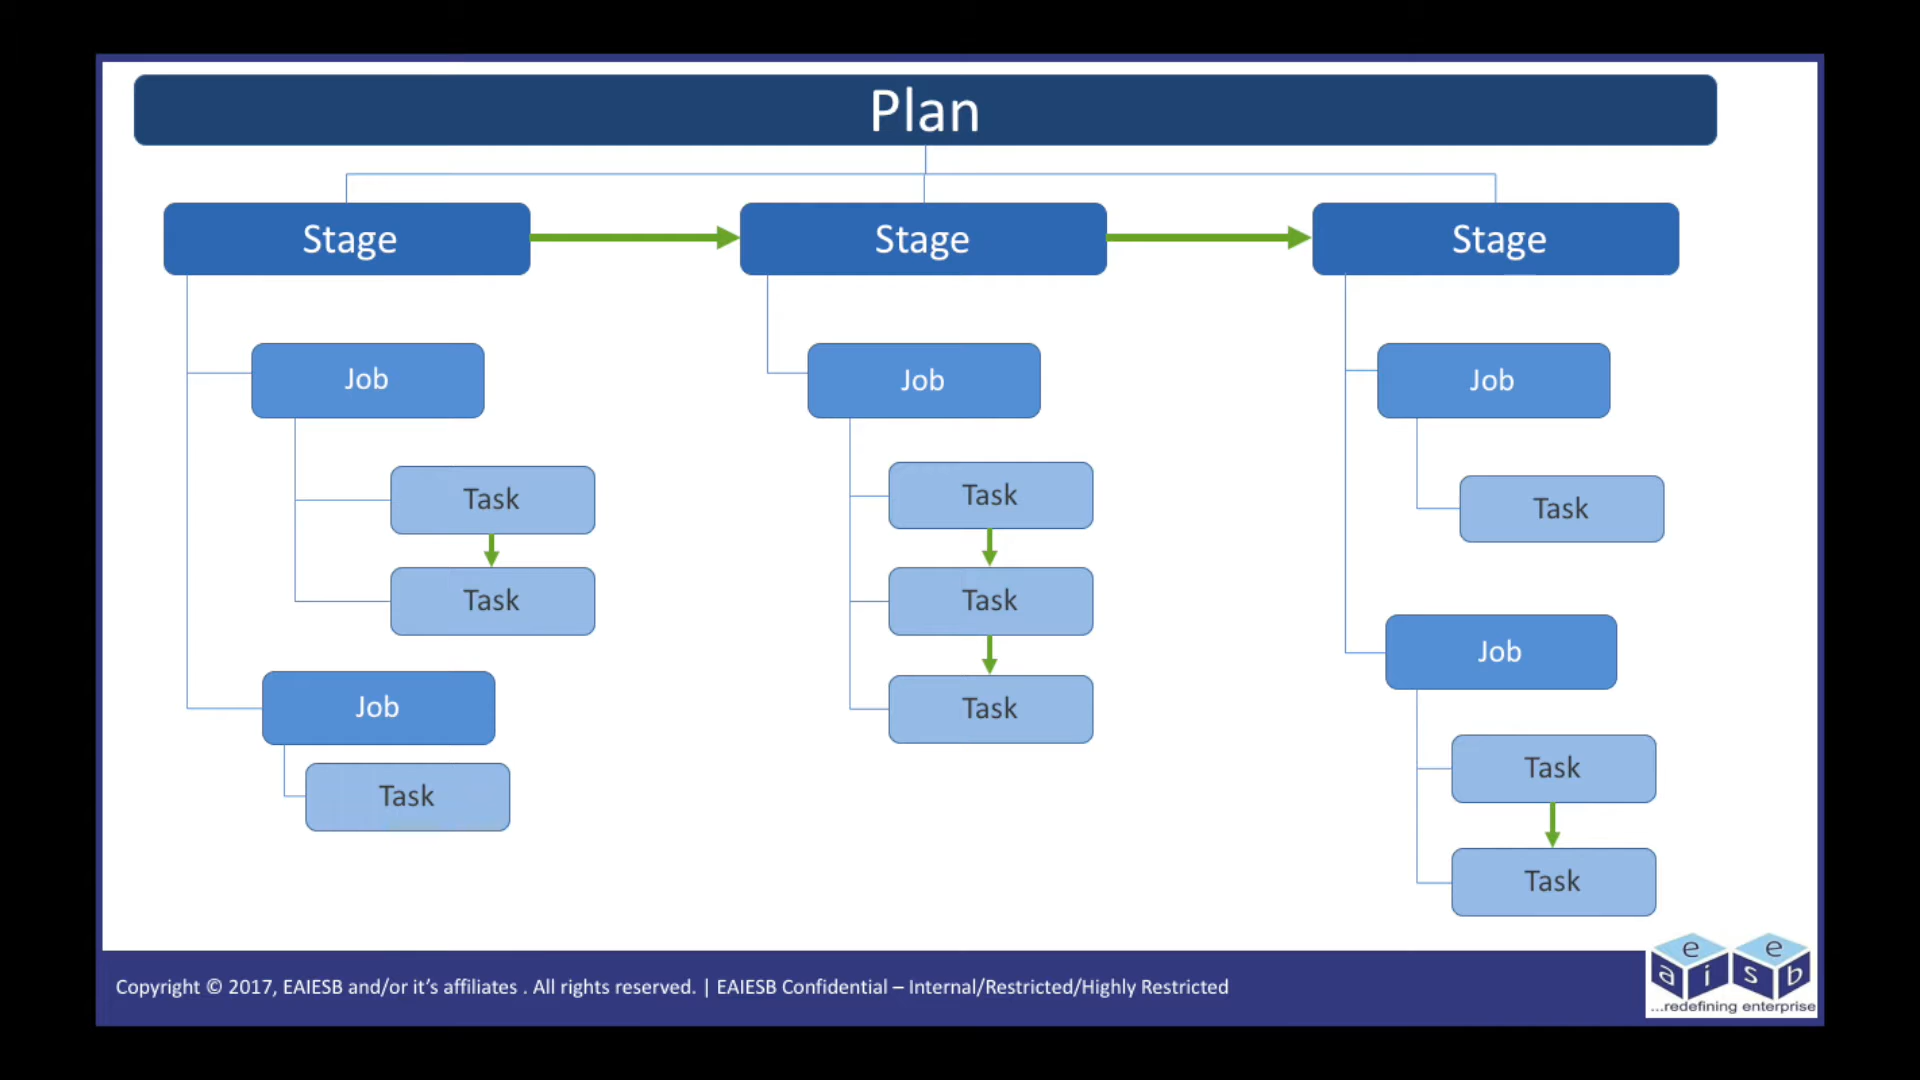 Plan
Stage
Stage
Stage
Job
Job
Job
Task
Task
Task
Task
Task
Job
Task
Job
Task
Task
Task
Task
Copyright © 2017, EAIESB and/or it's affiliates . All rights reserved. | EAIESB Confidential – Internal/Restricted/Highly Restricted
e e
a i s b
...redefining enterprise